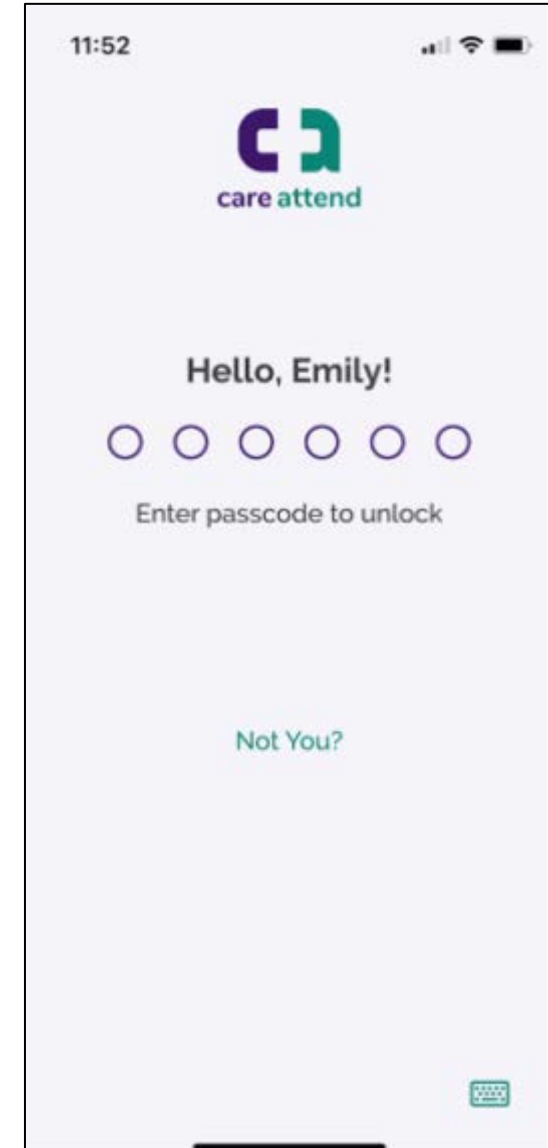 11:52
care attend
Hello, Emily!
Enter passcode to unlock
Not You?